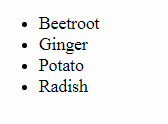 • Beetroot
• Ginger
• Potato
• Radish